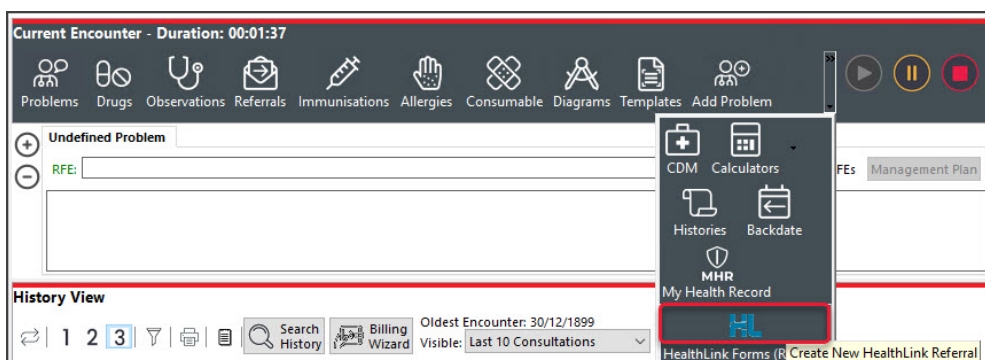 Current Encounter - Duration: 00:01:37
»
Problems Drugs Observations Referrals Immunisations Allergies Consumable Diagrams Templates Add Problem
Undefined Problem
RFE:
FEs Management Plan
CDM Calculators
Histories Backdate
MHR
My Health Record
History View
1 2 3 Search History Billing Wizard
Oldest Encounter: 30/12/1899
Visible: Last 10 Consultations
HL
HealthLink Forms (R
Create New HealthLink Referral